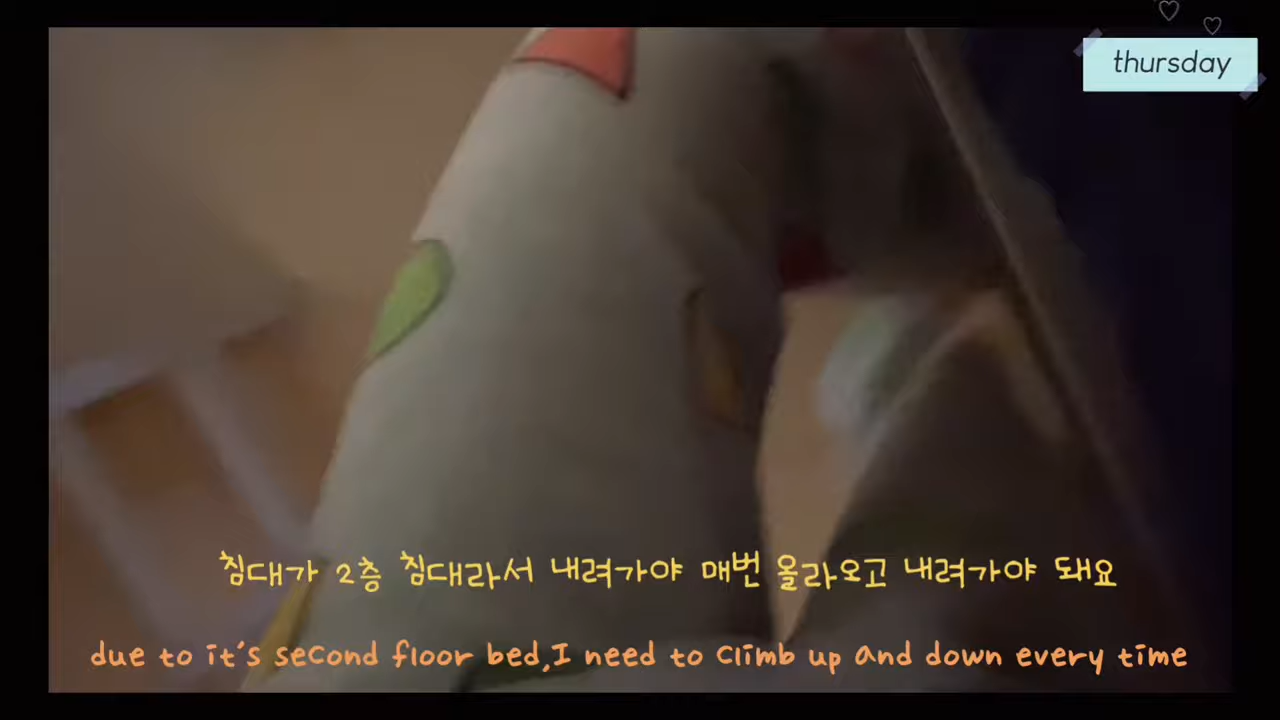 thursday
침대가 2층 침대라서 내려가야 매번 올라오고 내려가야 돼요
due to it's second floor bed,I need to climb up and down every time